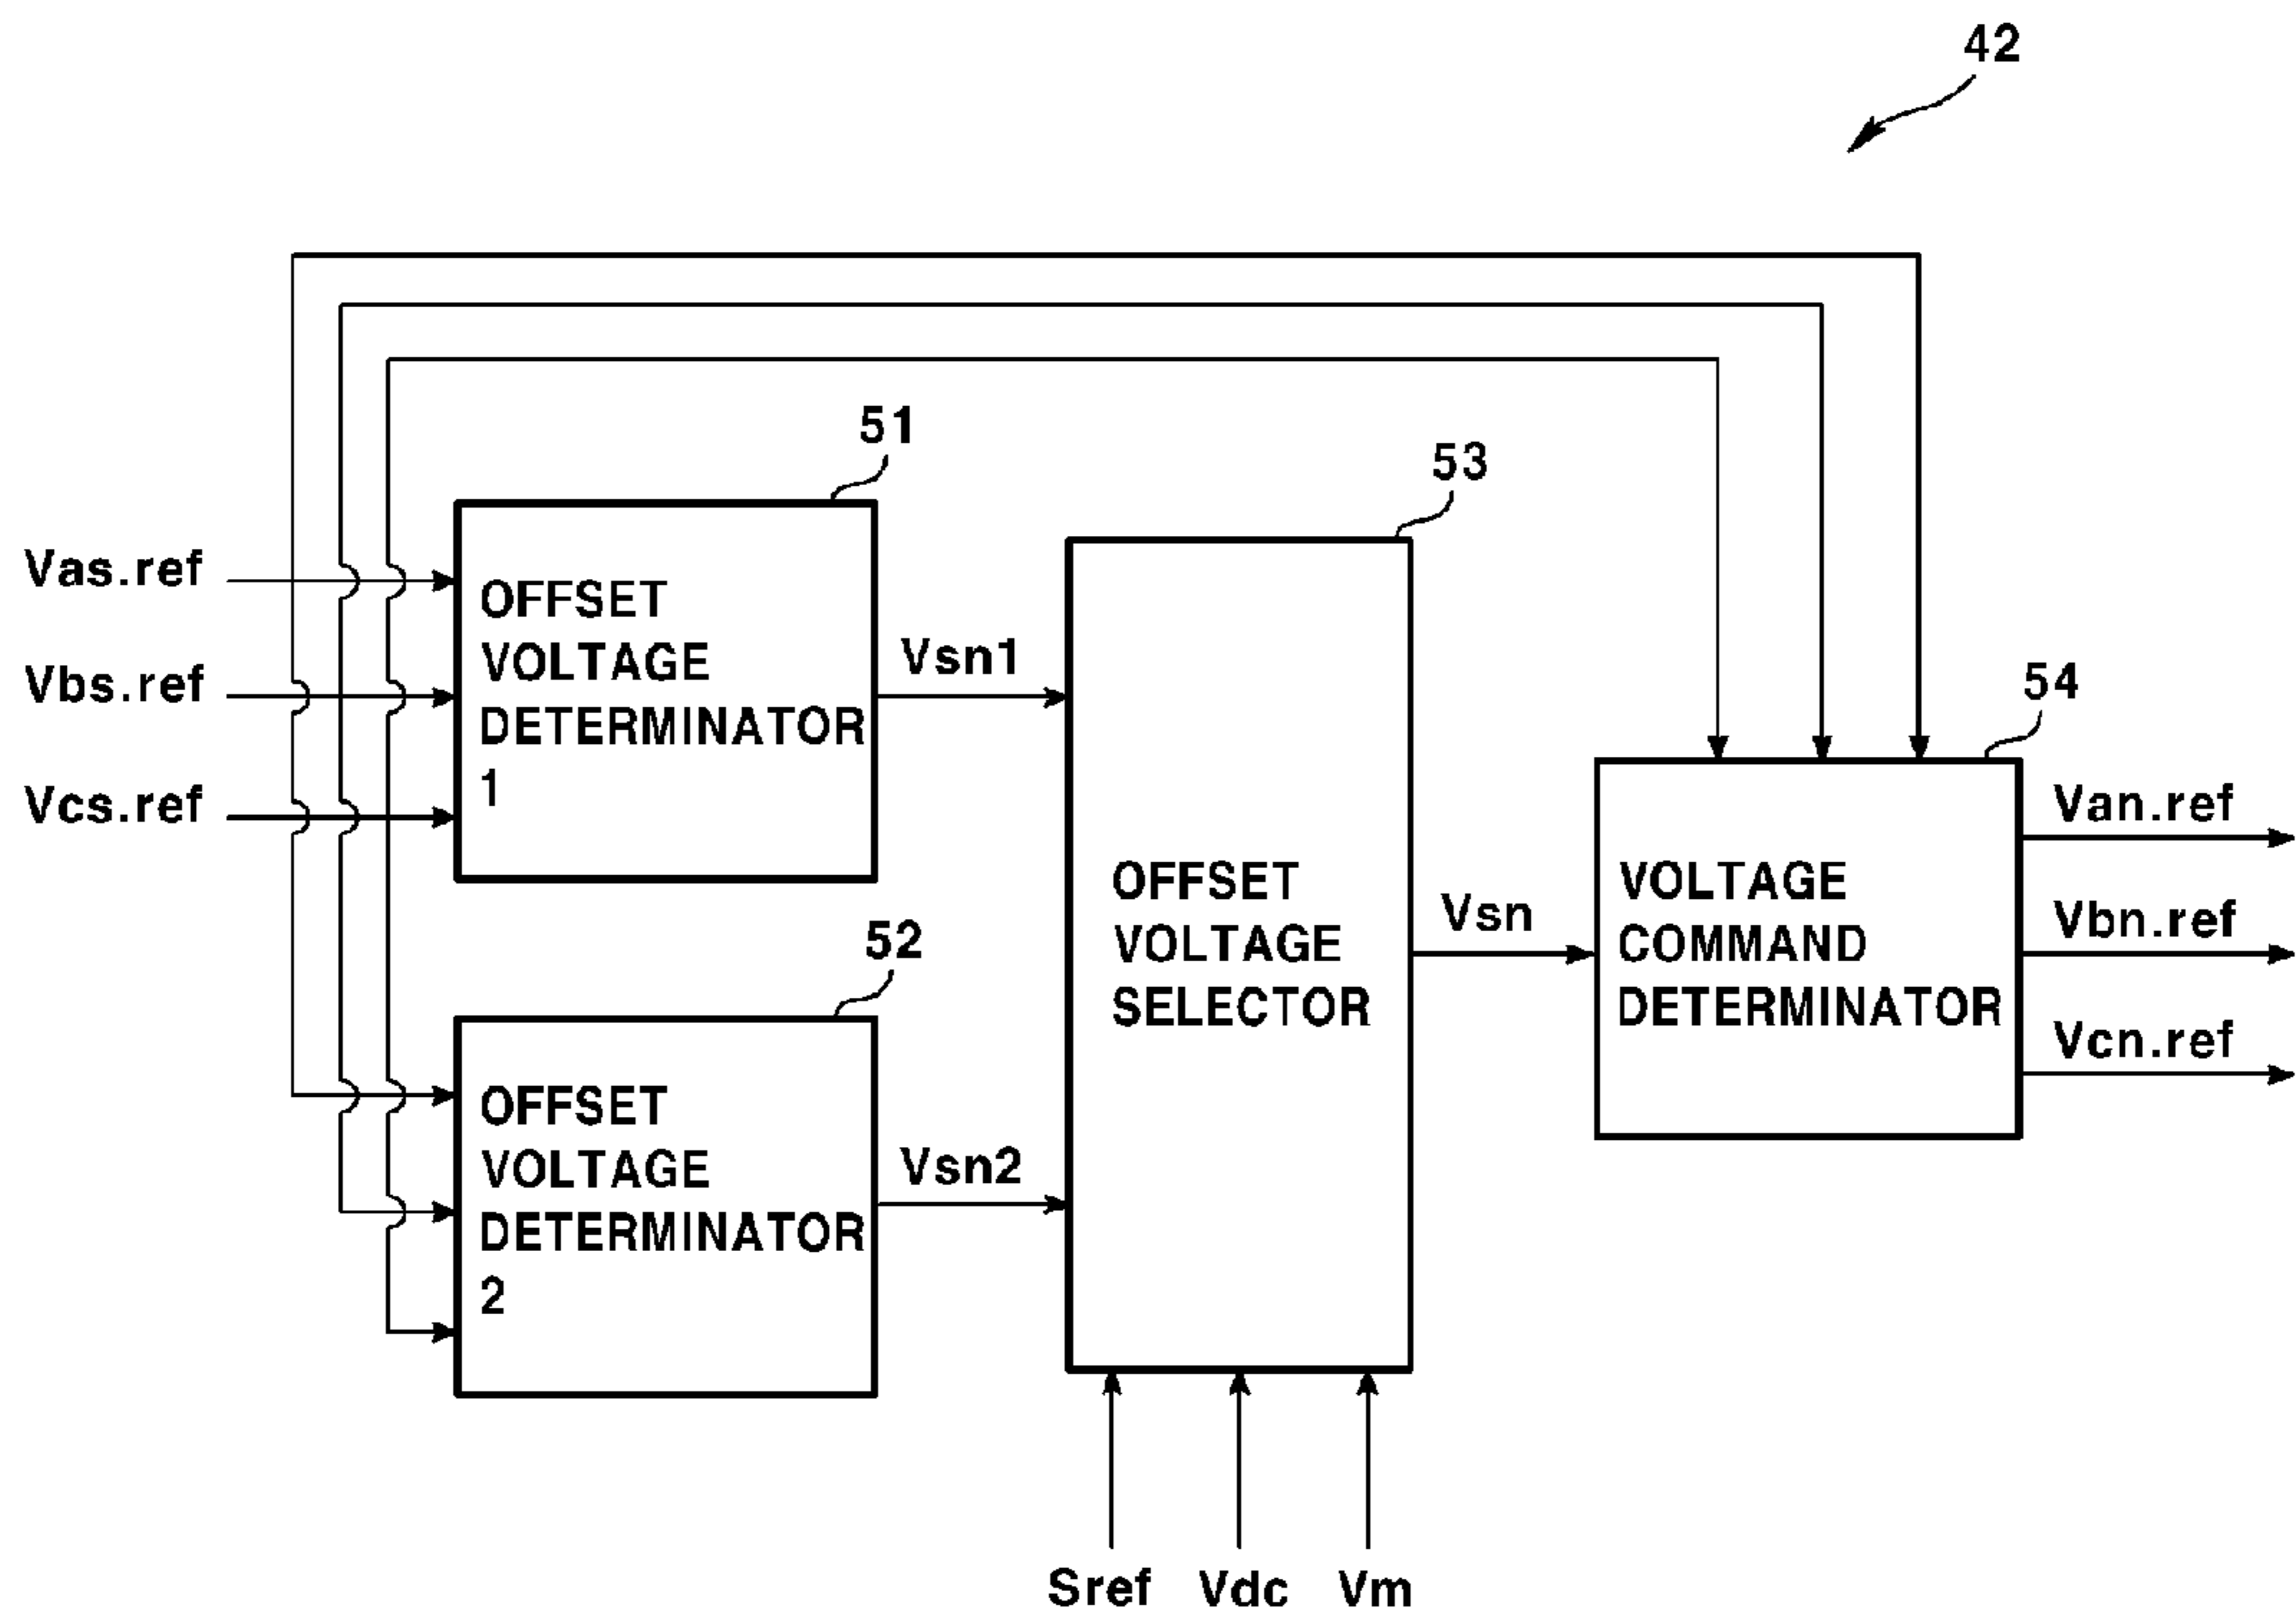 42
51
53
Vas.ref
OFFSET
VOLTAGE
DETERMINATOR
1
Vsn1
Vbs.ref
Vcs.ref
54
Van.ref
VOLTAGE
COMMAND
DETERMINATOR
Vbn.ref
Vcn.ref
OFFSET
VOLTAGE
SELECTOR
Vsn
52
OFFSET
VOLTAGE
DETERMINATOR
2
Vsn2
Sref
Vdc
Vm